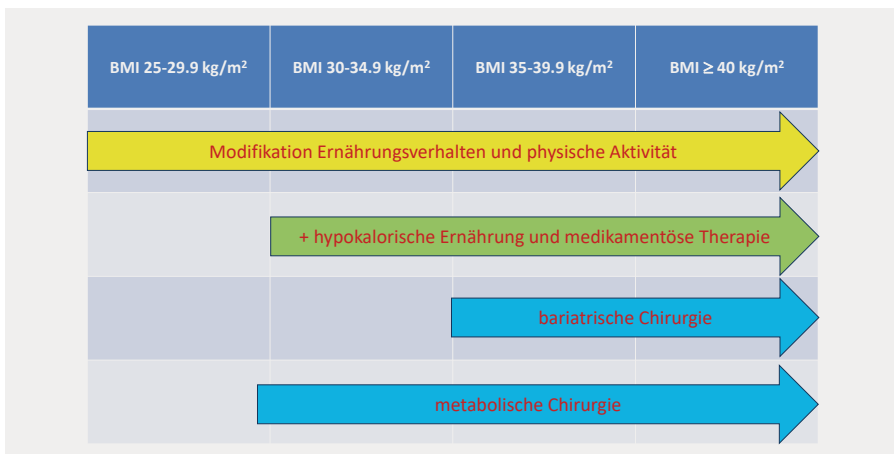 BMI 25-29.9 kg/m² BMI 30-34.9 kg/m² BMI 35-39.9 kg/m² BMI ≥ 40 kg/m²
Modifikation Ernährungsverhalten und physische Aktivität
+ hypokalorische Ernährung und medikamentöse Therapie
bariatrische Chirurgie
metabolische Chirurgie